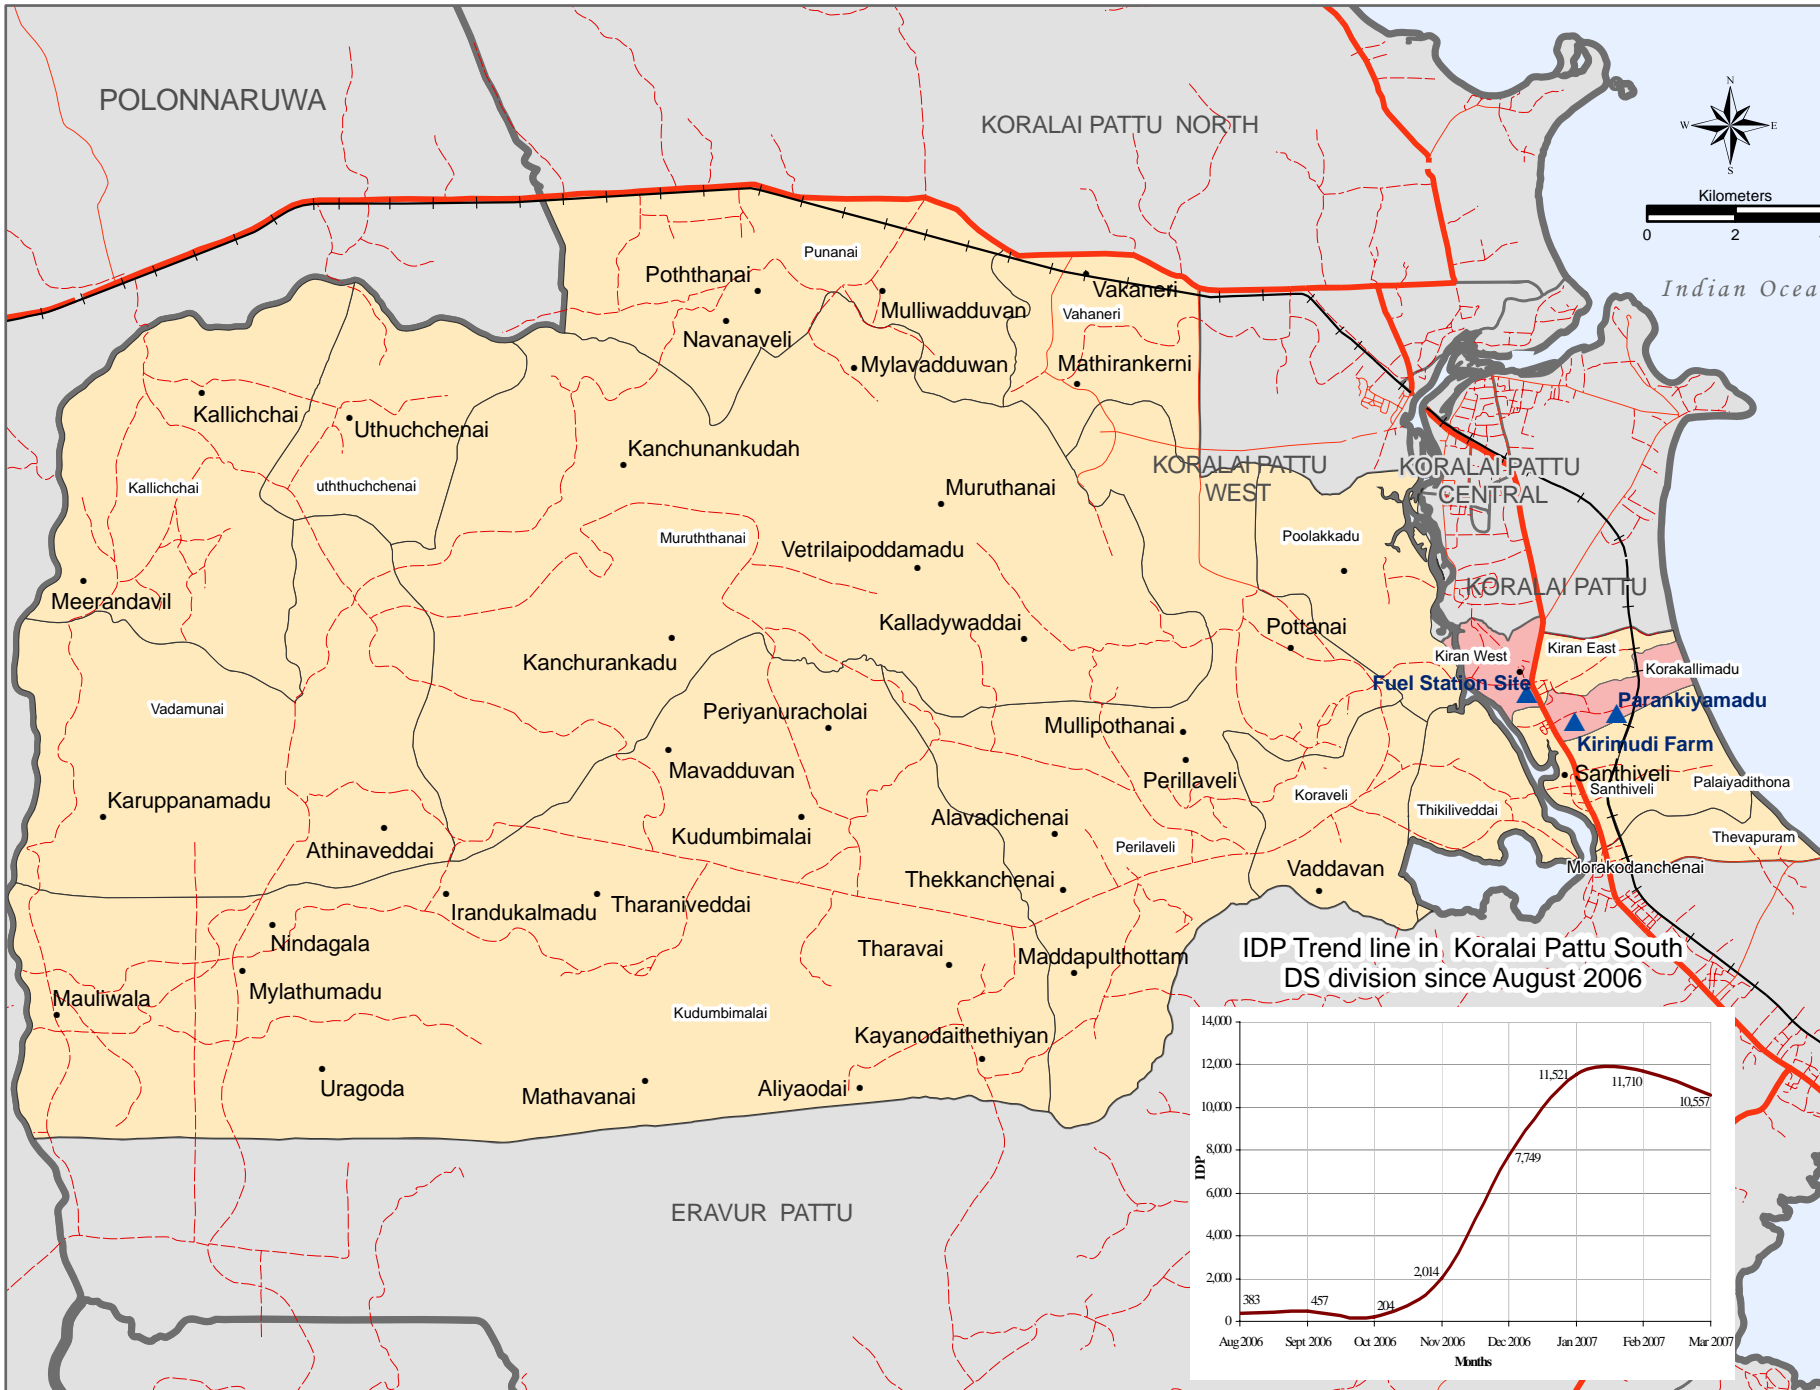 POLONNARUWA
KORALAI PATTU NORTH
N
W
E
S
Kilometers
0
2
Indian Ocea
Punanai
Poththanai
Mulliwadduvan
Vakaneri
Vahaneri
Navanaveli
Mylavadduwan
Mathirankerni
Kallichchai
Uthuchchenai
Kanchunankudah
KORALAI PATTU
WEST
KORALAI PATTU
CENTRAL
Kallichchai
uththuchchenai
Muruthanai
Muruththanai
Vetrilaipoddamadu
Poolakkadu
Meerandavil
KORALAI PATTU
Kalladywaddai
Pottanai
Kanchurankadu
Kiran West
Kiran East
Korakallimadu
Fuel Station Site
Parankiyamadu
Vadamunai
Periyanuracholai
Mullipothanai
Kirimudi Farm
Mavadduvan
Perillaveli
Santhiveli
Santhiveli
Palaiyadithona
Karuppanamadu
Koraveli
Thikiliveddai
Athinaveddai
Kudumbimalai
Alavadichenai
Perilaveli
Thevapuram
Vaddavan
Morakodanchenai
Thekkanchenai
Irandukalmadu
Tharaniveddai
Nindagala
Tharavai
Maddapulthottam
Mauliwala
Mylathumadu
Kudumbimalai
Kayanodaithethiyan
Uragoda
Mathavanai
Aliyaodai
ERAVUR PATTU
IDP Trend line in Koralai Pattu South
DS division since August 2006
14,000
12,000
10,000
8,000
6,000
4,000
2,000
0
IDP
383
457
204
2,014
7,749
11,521
11,710
10,557
Aug 2006
Sept 2006
Oct 2006
Nov 2006
Dec 2006
Jan 2007
Feb 2007
Mar 2007
Months